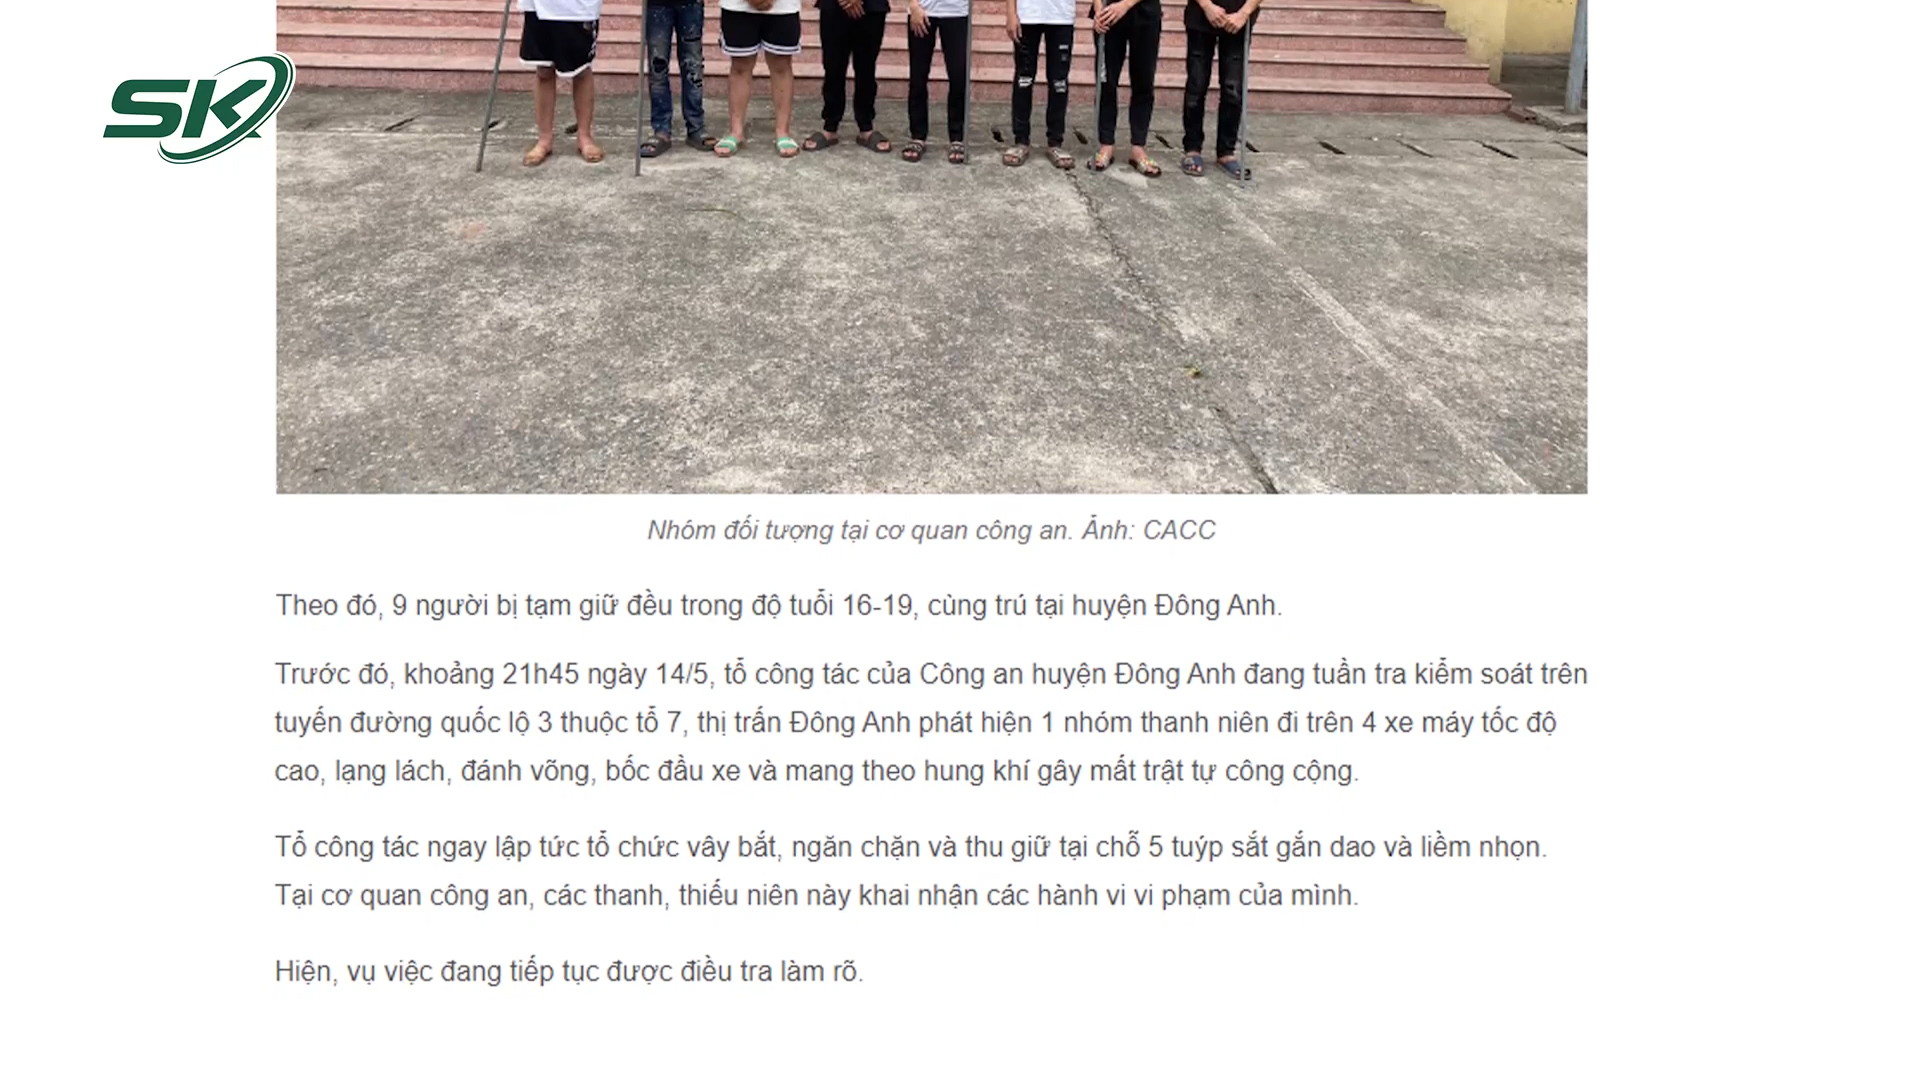 SK
Nhóm đối tượng tại cơ quan công an. Ảnh: CACC
Theo đó, 9 người bị tạm giữ đều trong độ tuổi 16-19, cùng trú tại huyện Đông Anh.
Trước đó, khoảng 21h45 ngày 14/5, tổ công tác của Công an huyện Đông Anh đang tuần tra kiểm soát trên
tuyến đường quốc lộ 3 thuộc tổ 7, thị trấn Đông Anh phát hiện 1 nhóm thanh niên đi trên 4 xe máy tốc độ
cao, lạng lách, đánh võng, bốc đầu xe và mang theo hung khí gây mất trật tự công cộng.
Tổ công tác ngay lập tức tổ chức vây bắt, ngăn chặn và thu giữ tại chỗ 5 tuýp sắt gắn dao và liềm nhọn.
Tại cơ quan công an, các thanh, thiếu niên này khai nhận các hành vi vi phạm của mình.
Hiện, vụ việc đang tiếp tục được điều tra làm rõ.